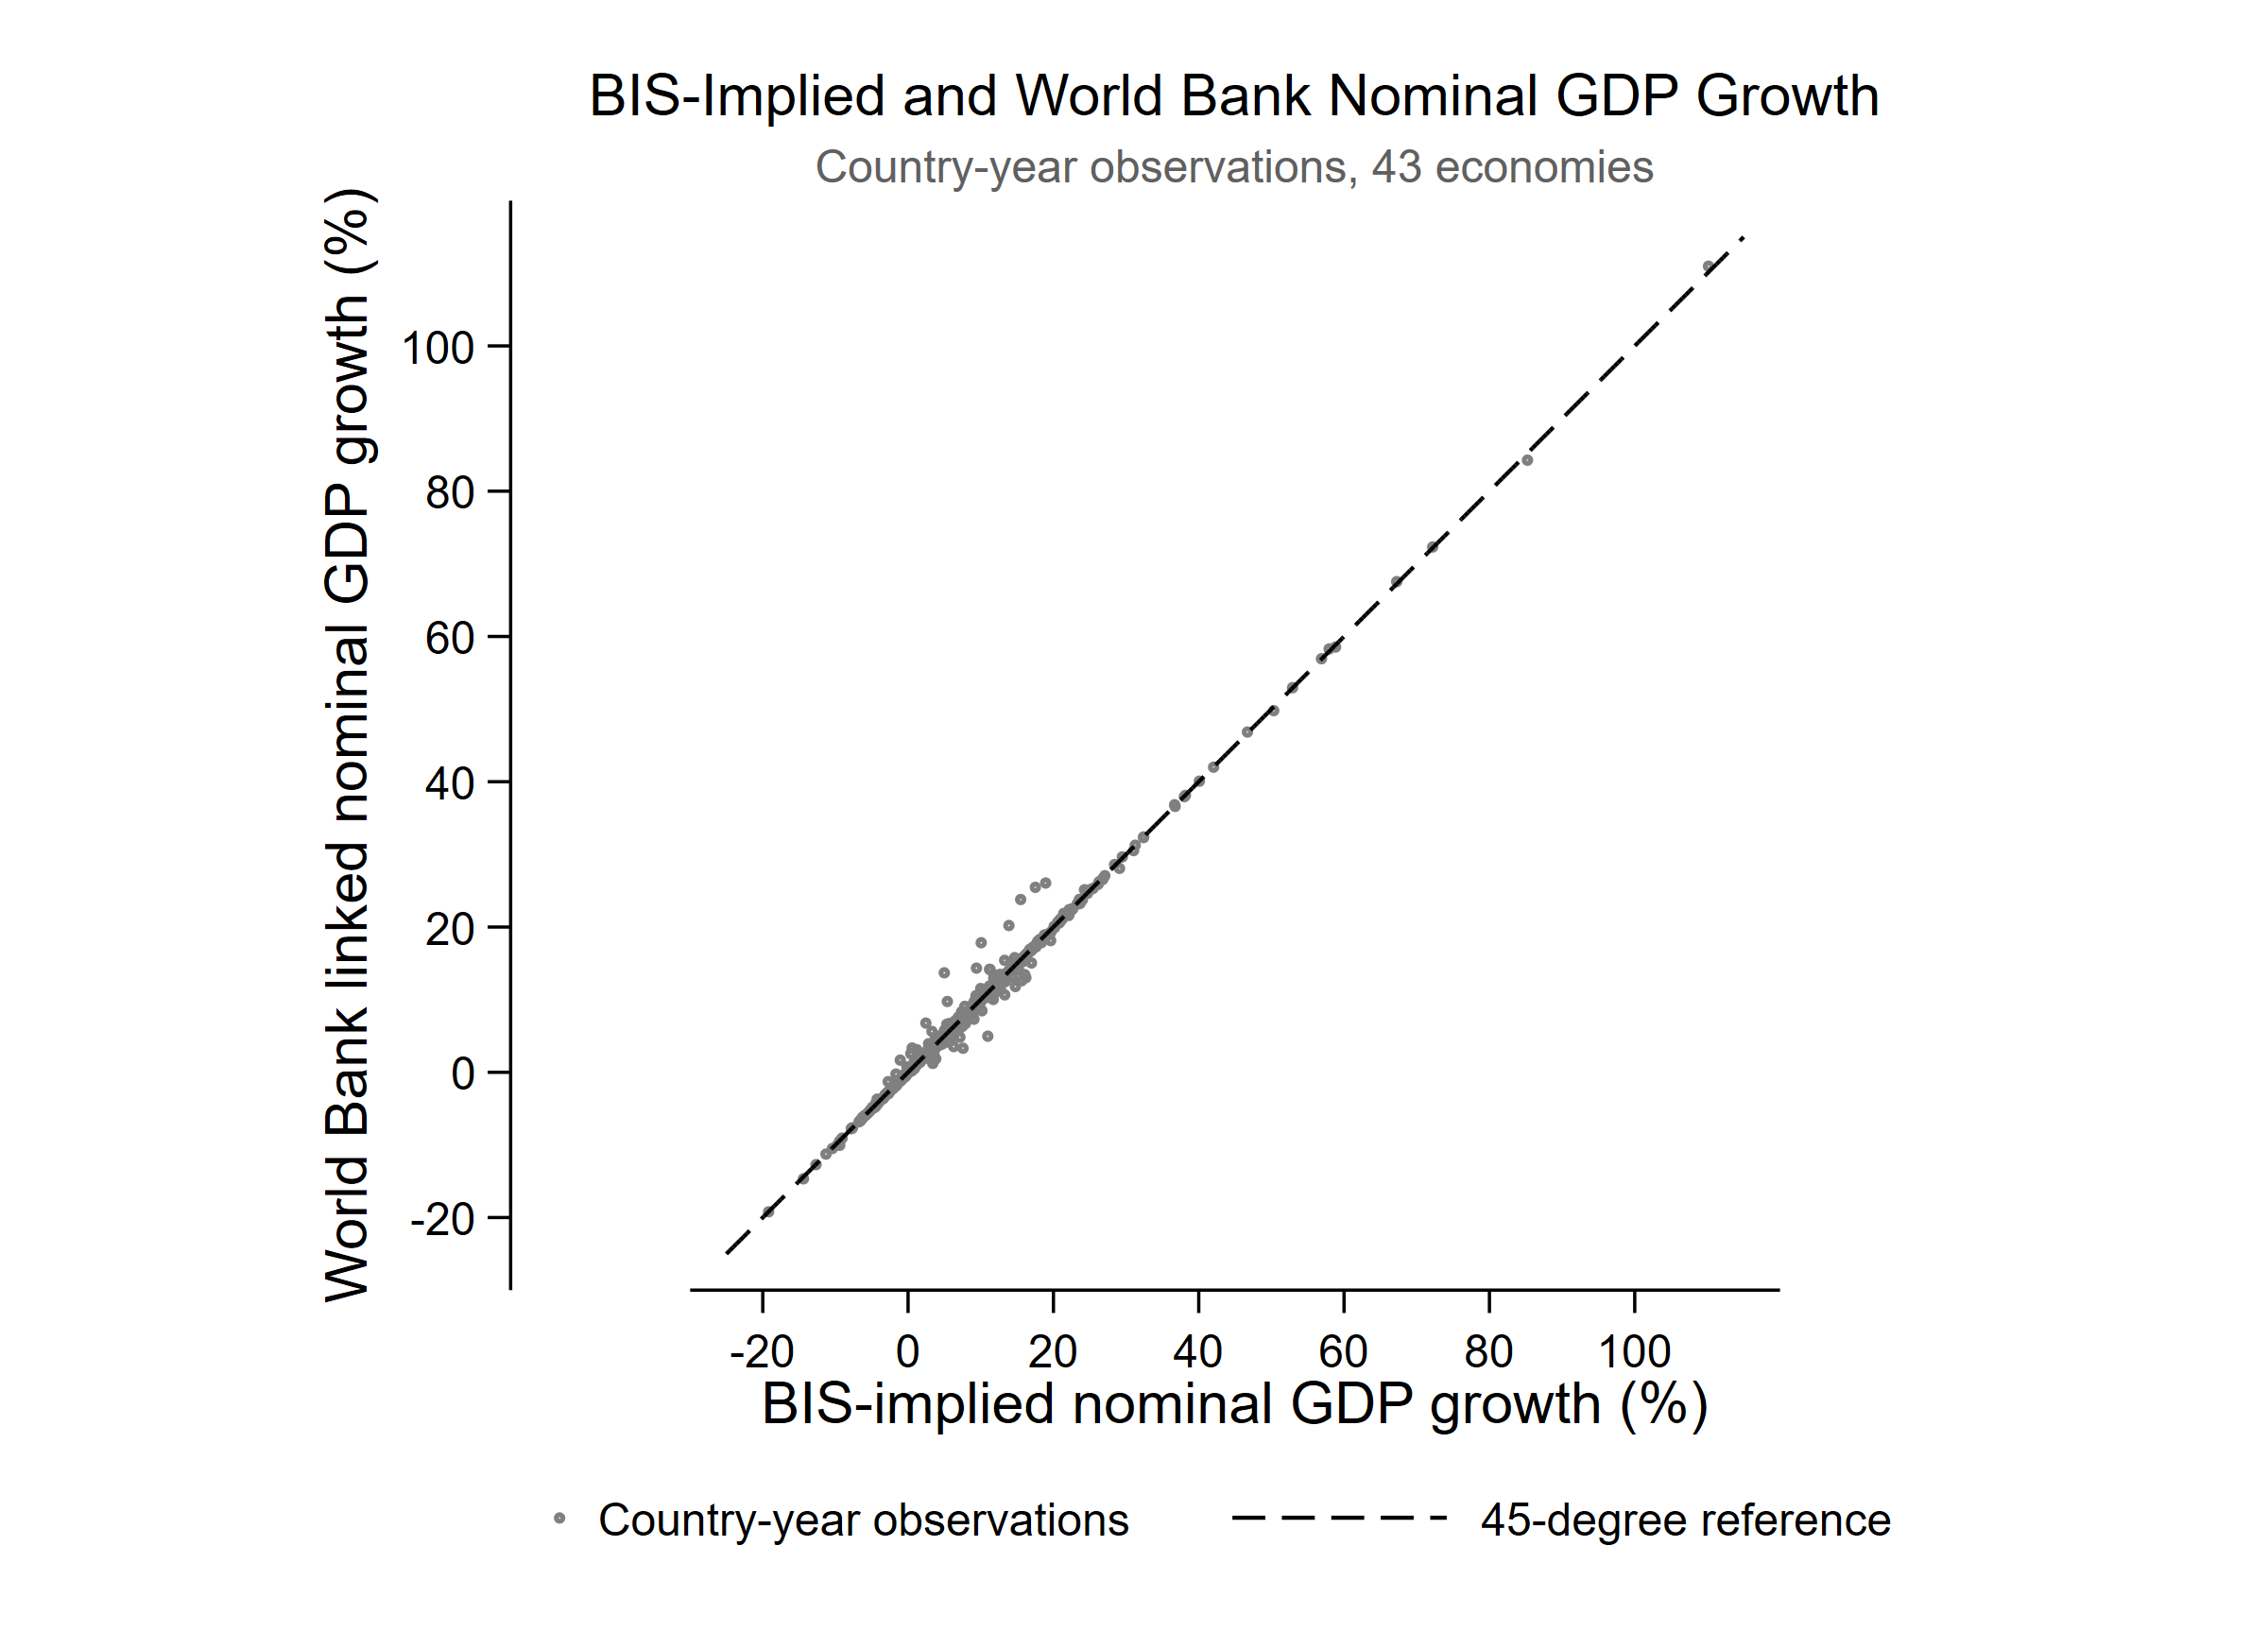 BIS-Implied and World Bank Nominal GDP Growth
Country-year observations, 43 economies
World Bank linked nominal GDP growth (%)
100
80
60
40
20
0
-20
-20 0 20 40 60 80 100
BIS-implied nominal GDP growth (%)
Country-year observations 45-degree reference